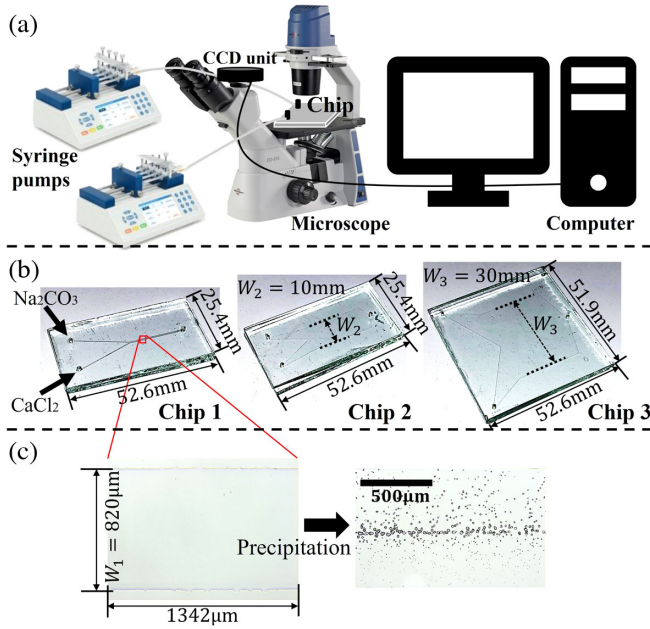 (a)
CCD unit
Chip
Syringe
pumps
Microscope
Computer
(b)
Na₂CO₃
CaCl₂
25.4mm
52.6mm
Chip 1
W₂ = 10mm
25.4mm
W₂
52.6mm
Chip 2
W₃ = 30mm
51.9mm
W₃
52.6mm
Chip 3
(c)
W₁ = 820μm
1342μm
Precipitation
500μm